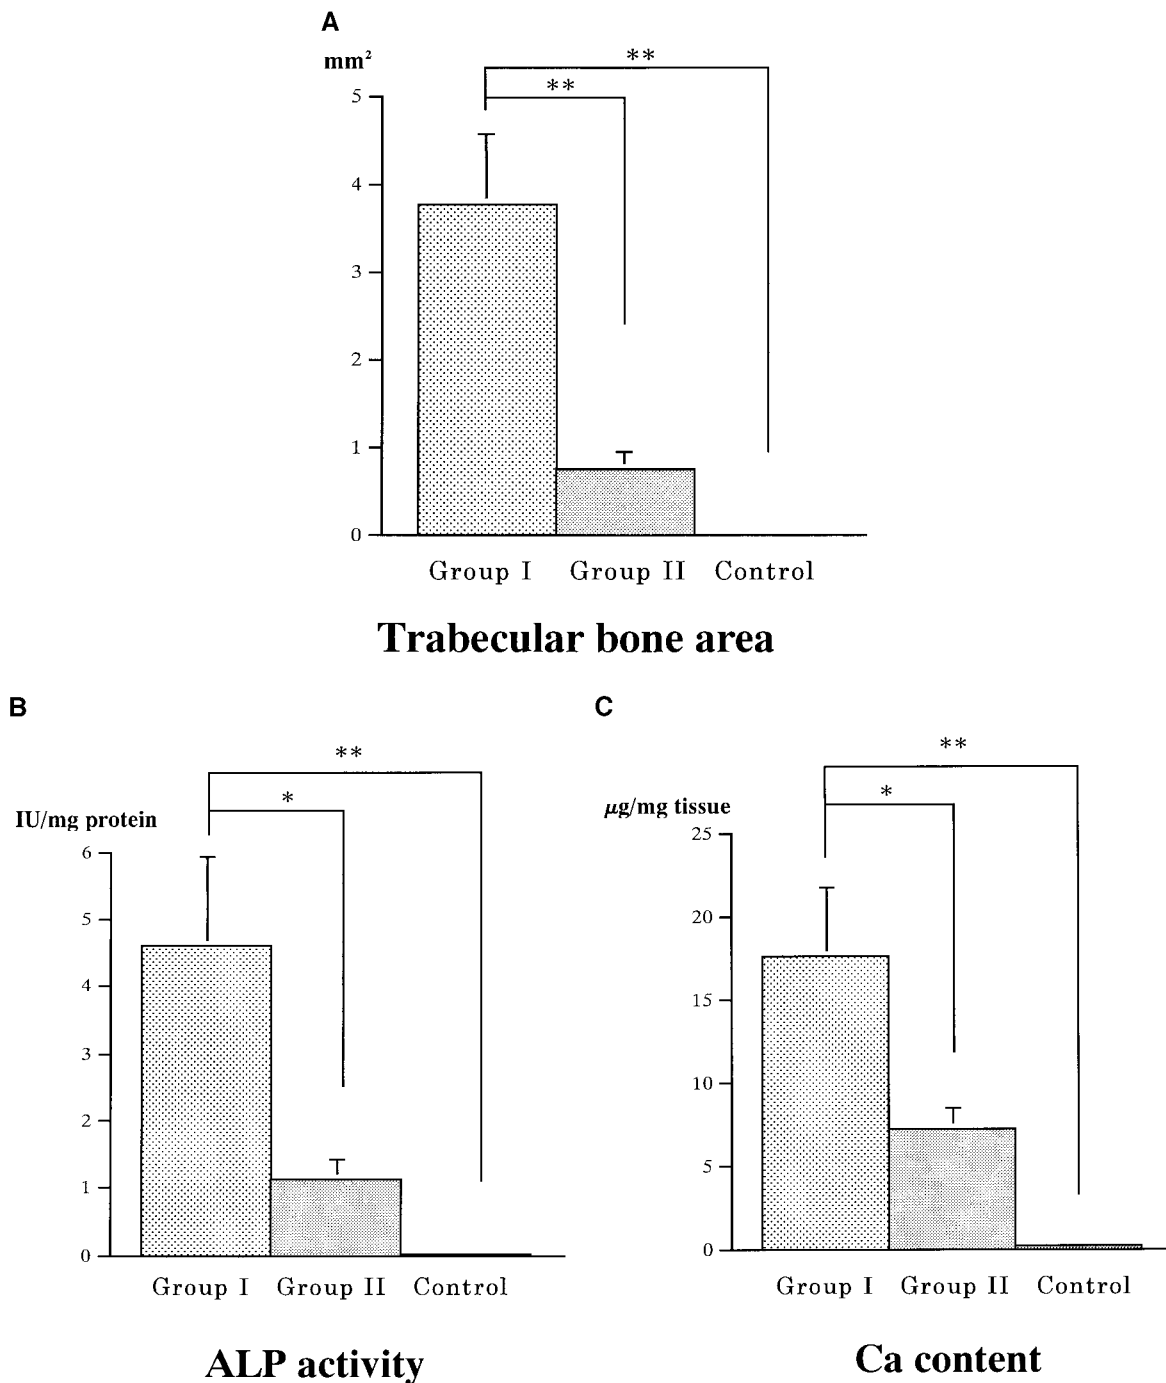 A
mm²
**
**
5
4
3
2
1
0
Group I Group II Control
Trabecular bone area
B
**
*
IU/mg protein
6
5
4
3
2
1
0
Group I Group II Control
ALP activity
C
**
*
µg/mg tissue
25
20
15
10
5
0
Group I Group II Control
Ca content